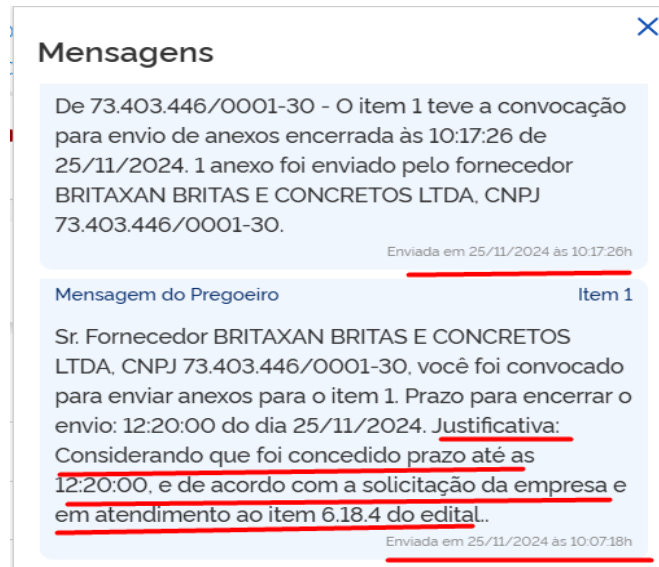 Mensagens
De 73.403.446/0001-30 - O item 1 teve a convocação
para envio de anexos encerrada às 10:17:26 de
25/11/2024. 1 anexo foi enviado pelo fornecedor
BRITAXAN BRITAS E CONCRETOS LTDA, CNPJ
73.403.446/0001-30.
Enviada em 25/11/2024 às 10:17:26h
Mensagem do Pregoeiro Item 1
Sr. Fornecedor BRITAXAN BRITAS E CONCRETOS
LTDA, CNPJ 73.403.446/0001-30, você foi convocado
para enviar anexos para o item 1. Prazo para encerrar o
envio: 12:20:00 do dia 25/11/2024. Justificativa:
Considerando que foi concedido prazo até as
12:20:00, e de acordo com a solicitação da empresa e
em atendimento ao item 6.18.4 do edital..
Enviada em 25/11/2024 às 10:07:18h